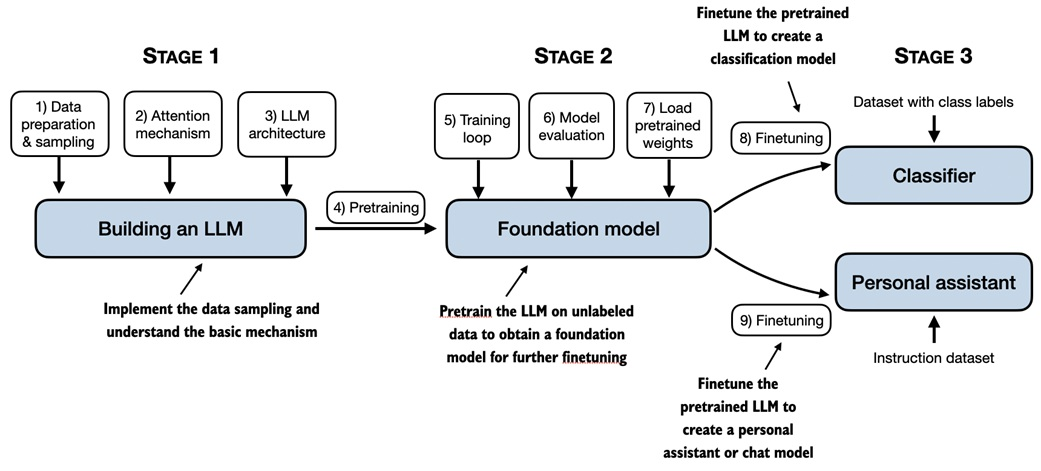 STAGE 1
1) Data
preparation
& sampling
2) Attention
mechanism
3) LLM
architecture
Building an LLM
Implement the data sampling and
understand the basic mechanism
4) Pretraining
STAGE 2
5) Training
loop
6) Model
evaluation
7) Load
pretrained
weights
Foundation model
Pretrain the LLM on unlabeled
data to obtain a foundation
model for further finetuning
Finetune the pretrained
LLM to create a
classification model
STAGE 3
8) Finetuning
Dataset with class labels
Classifier
Personal assistant
9) Finetuning
Instruction dataset
Finetune the
pretrained LLM to
create a personal
assistant or chat model